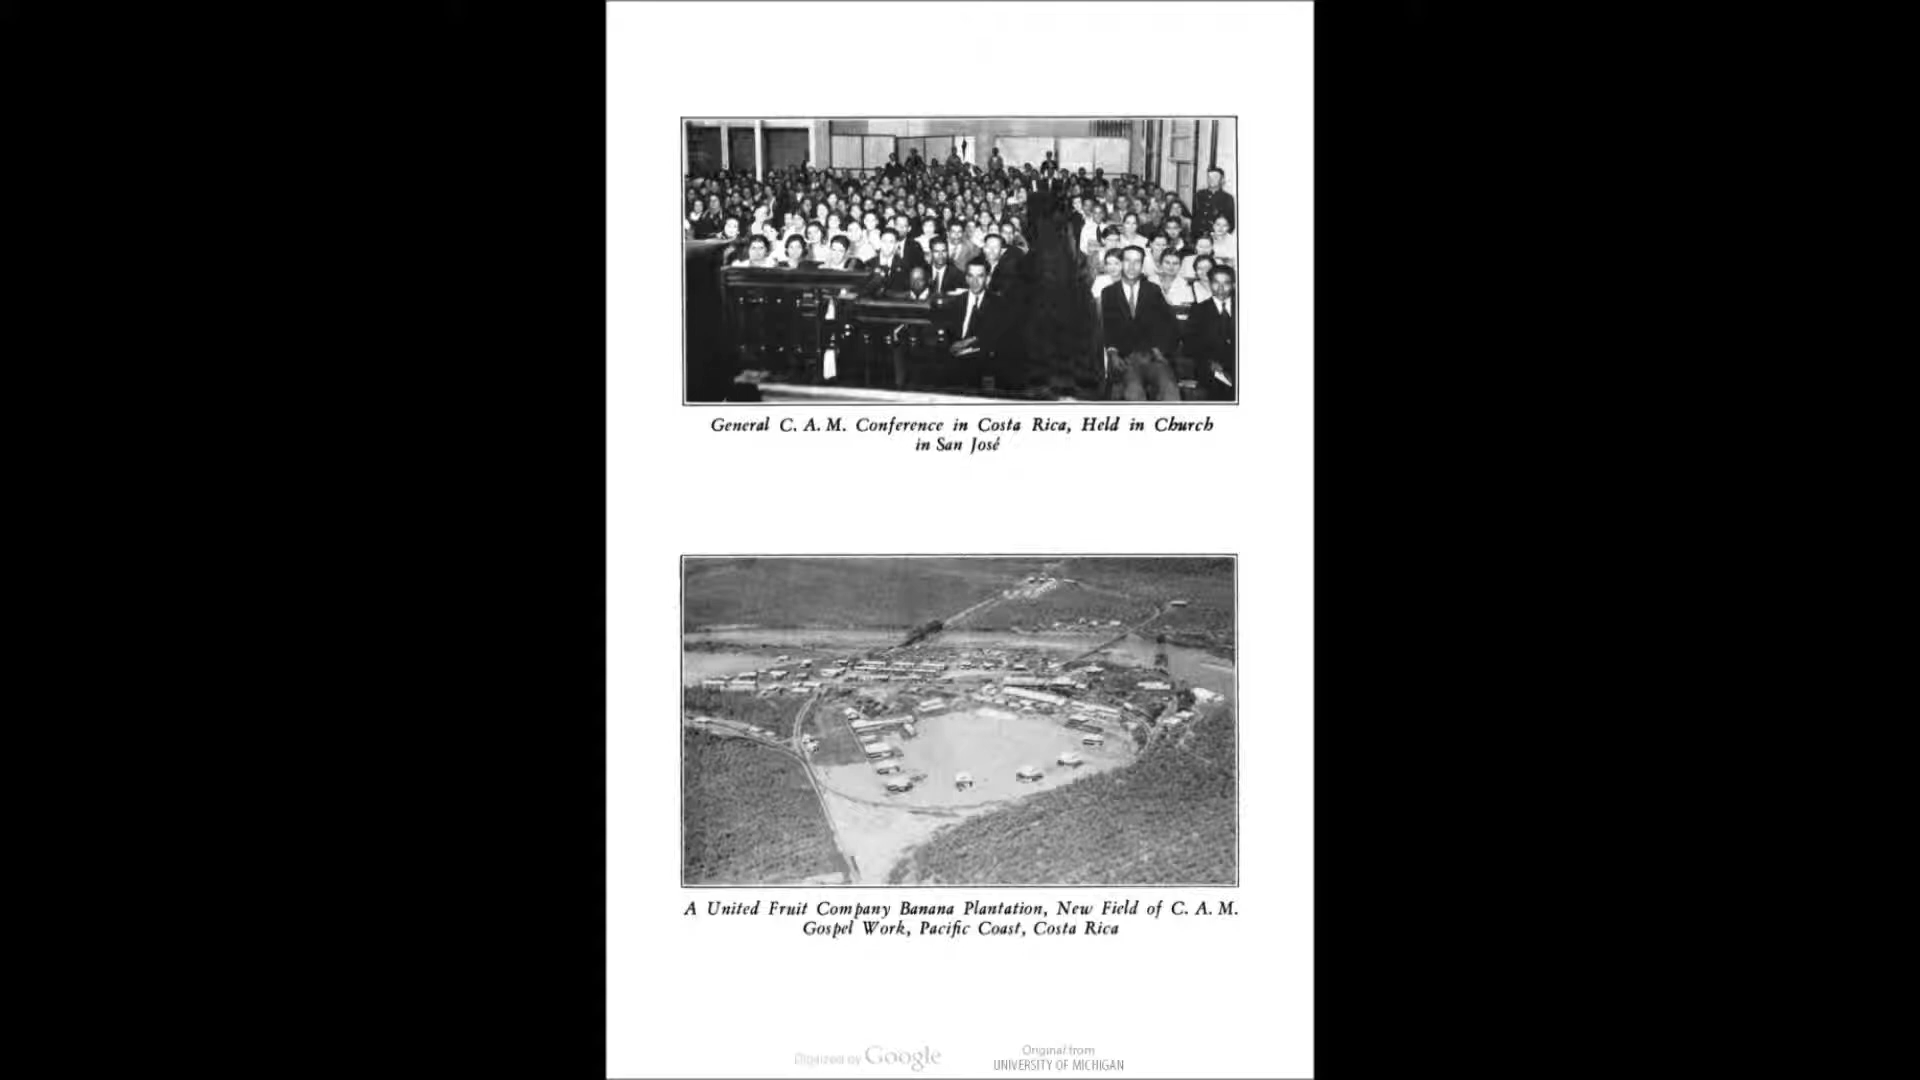 General C. A. M. Conference in Costa Rica, Held in Church
in San José
A United Fruit Company Banana Plantation, New Field of C. A. M.
Gospel Work, Pacific Coast, Costa Rica
Digitized by Google
Original from
UNIVERSITY OF MICHIGAN